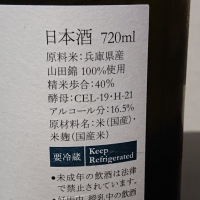 日本酒 720ml
原料米：兵庫県産
山田錦 100%使用
精米歩合：40%
酵母：CEL-19・H-21
アルコール分：16.5%
原材料名：米(国産)・
米麹(国産米)
要冷蔵 Keep Refrigerated
●未成年の飲酒は法律
で禁止されています。